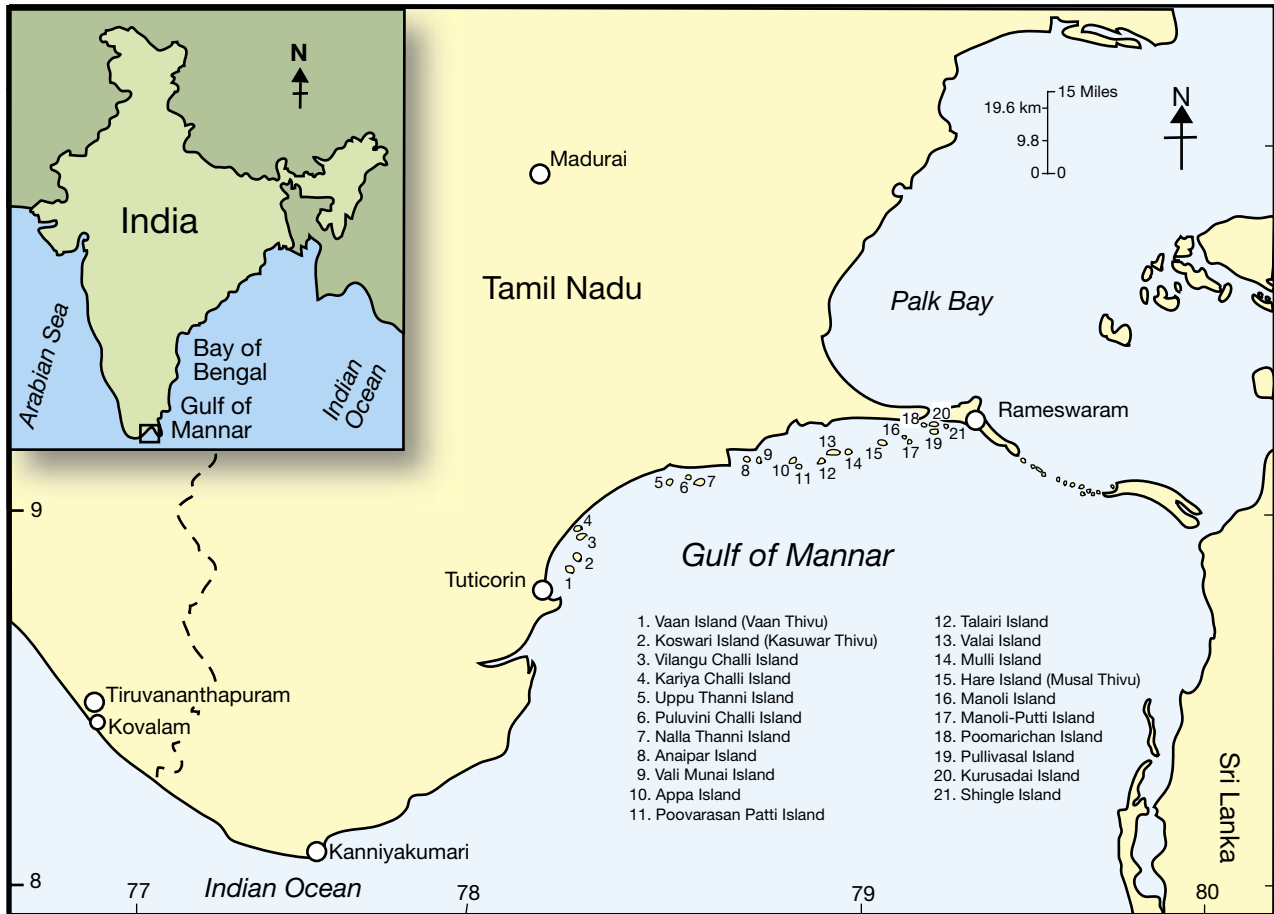 N
India
Arabian Sea
Bay of
Bengal
Indian
Ocean
Gulf of
Mannar
15 Miles
19.6 km
9.8
0
0
N
Madurai
Tamil Nadu
Palk Bay
Rameswaram
18
20
16
17
19
21
13
15
14
12
8
9
10
11
5
6
7
4
3
2
1
9
Gulf of Mannar
Tuticorin
1. Vaan Island (Vaan Thivu)
2. Koswari Island (Kasuwar Thivu)
3. Vilangu Challi Island
4. Kariya Challi Island
5. Uppu Thanni Island
6. Puluvini Challi Island
7. Nalla Thanni Island
8. Anaipar Island
9. Vali Munai Island
10. Appa Island
11. Poovarasan Patti Island
12. Talairi Island
13. Valai Island
14. Mulli Island
15. Hare Island (Musal Thivu)
16. Manoli Island
17. Manoli-Putti Island
18. Poomarichan Island
19. Pullivasal Island
20. Kurusadai Island
21. Shingle Island
Tiruvananthapuram
Kovalam
Sri Lanka
Kanniyakumari
8
77
Indian Ocean
78
79
80